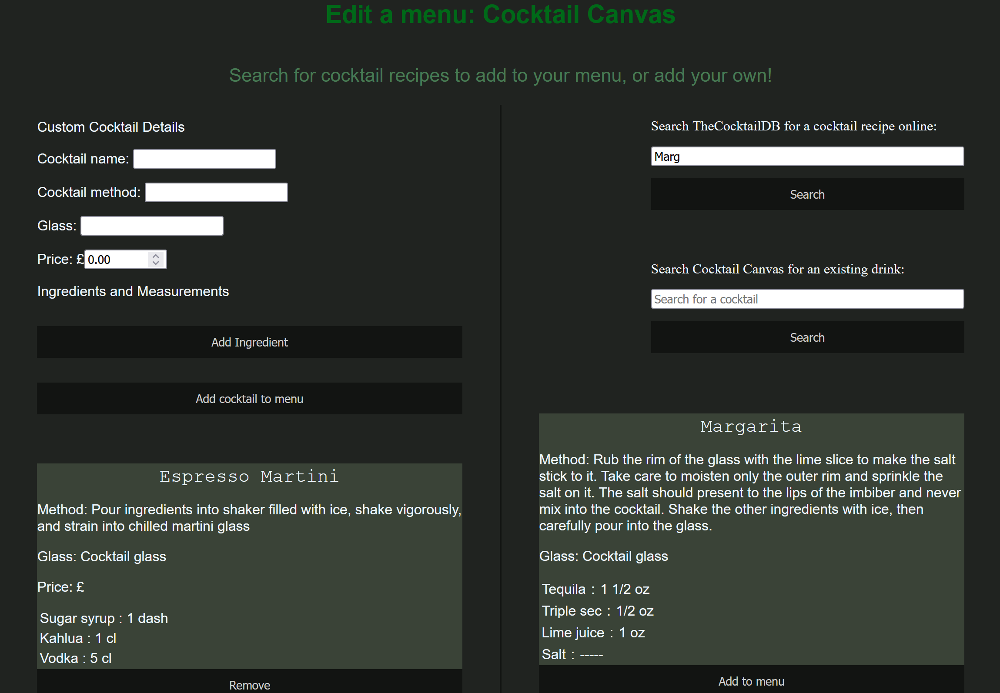 Edit a menu: Cocktail Canvas
Search for cocktail recipes to add to your menu, or add your own!
Custom Cocktail Details
Cocktail name:
Cocktail method:
Glass:
Price: £0.00
Ingredients and Measurements
Add Ingredient
Add cocktail to menu
Espresso Martini
Method: Pour ingredients into shaker filled with ice, shake vigorously,
and strain into chilled martini glass
Glass: Cocktail glass
Price: £
Sugar syrup : 1 dash
Kahlua : 1 cl
Vodka : 5 cl
Remove
Search TheCocktailDB for a cocktail recipe online:
Marg
Search
Search Cocktail Canvas for an existing drink:
Search for a cocktail
Search
Margarita
Method: Rub the rim of the glass with the lime slice to make the salt
stick to it. Take care to moisten only the outer rim and sprinkle the
salt on it. The salt should present to the lips of the imbiber and never
mix into the cocktail. Shake the other ingredients with ice, then
carefully pour into the glass.
Glass: Cocktail glass
Tequila : 1 1/2 oz
Triple sec : 1/2 oz
Lime juice : 1 oz
Salt : -----
Add to menu